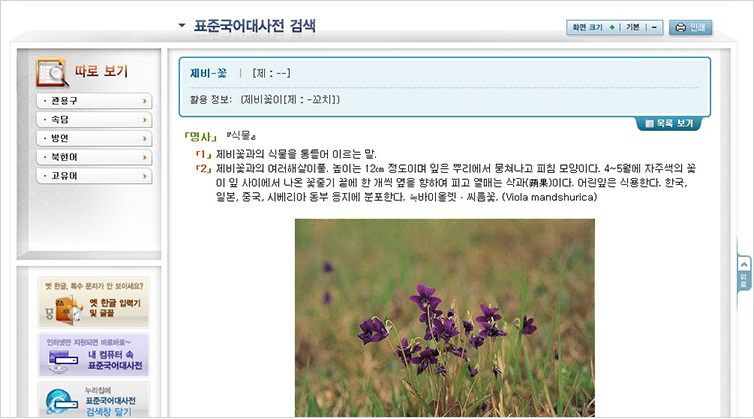 표준국어대사전 검색
화면 크기 + | 기본 | -
인쇄
따로 보기
· 관용구
· 속담
· 방언
· 북한어
· 고유어
옛 한글, 특수 문자가 안 보이세요?
옛 한글 입력기
및 글꼴
인터넷만 지원되면 바로바로~
내 컴퓨터 속
표준국어대사전
누리집에
표준국어대사전
검색창 달기
제비-꽃 | [제ː--]
활용 정보: (제비꽃이[제ː-꼬치])
목록 보기
「명사」 『식물』
「1」 제비꽃과의 식물을 통틀어 이르는 말.
「2」 제비꽃과의 여러해살이풀. 높이는 12㎝ 정도이며 잎은 뿌리에서 뭉쳐나고 피침 모양이다. 4~5월에 자주색의 꽃
이 잎 사이에서 나온 꽃줄기 끝에 한 개씩 옆을 향하여 피고 열매는 삭과(蒴果)이다. 어린잎은 식용한다. 한국,
일본, 중국, 시베리아 동부 등지에 분포한다. ≒바이올렛ㆍ씨름꽃. (Viola mandshurica)
위로